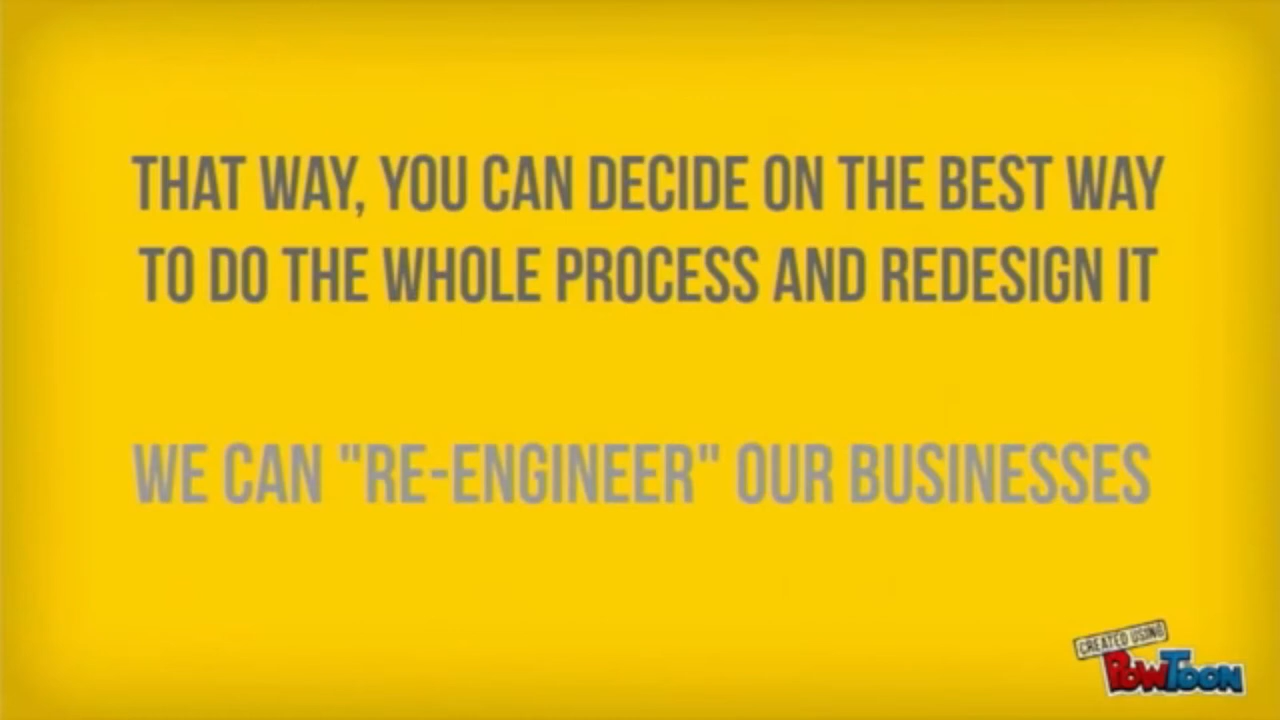 THAT WAY, YOU CAN DECIDE ON THE BEST WAY
TO DO THE WHOLE PROCESS AND REDESIGN IT
WE CAN "RE-ENGINEER" OUR BUSINESSES
CREATED USING
POWTOON